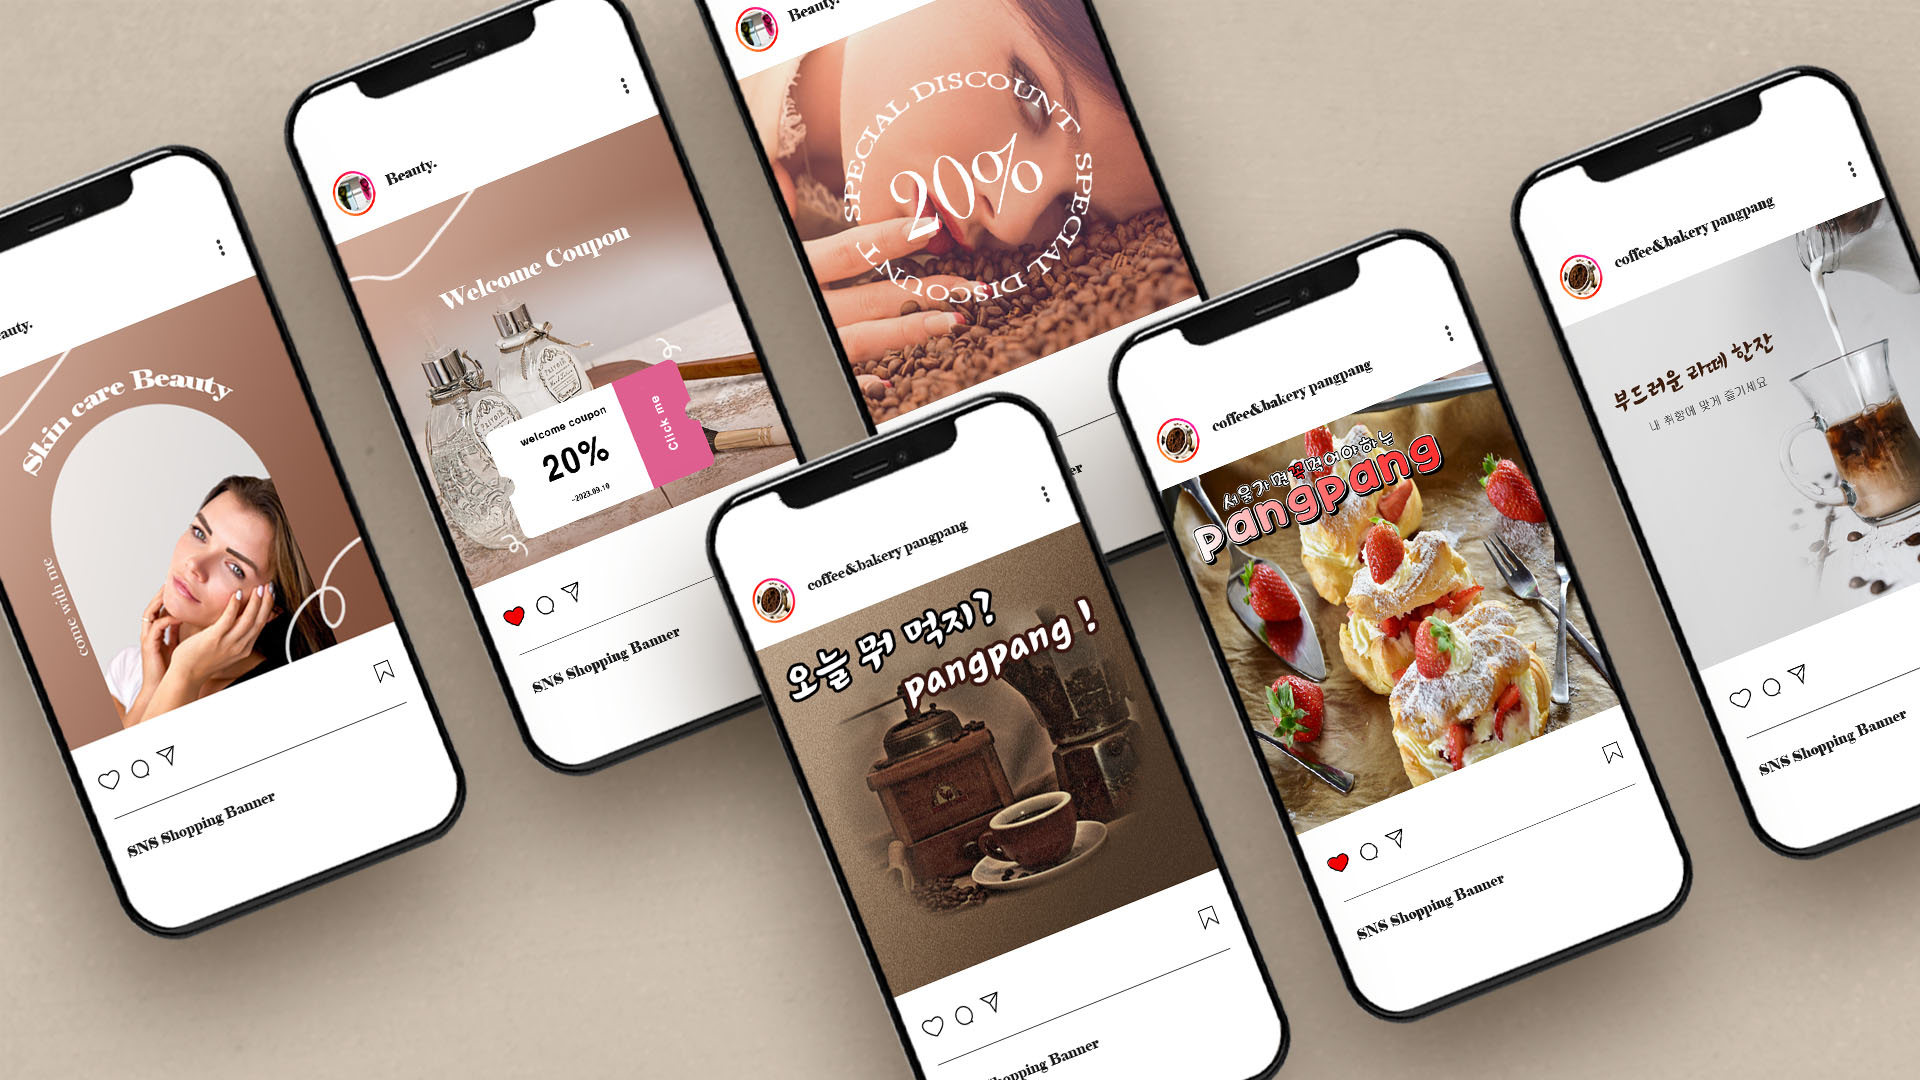 eauty.
Skin care Beauty
come with me
SNS Shopping Banner
Beauty.
Welcome Coupon
welcome coupon
20%
~2023.09.10
Click me
SNS Shopping Banner
Beauty.
SPECIAL DISCOUNT SPECIAL DISCOUNT
20%
er
coffee&bakery pangpang
오늘 뭐 먹지?
pangpang !
opping Banner
coffee&bakery pangpang
서울가면꼭먹어야하는
pangpang
SNS Shopping Banner
coffee&bakery pangpang
부드러운 라떼 한잔
내 취향에 맞게 즐기세요
SNS Shopping Banner